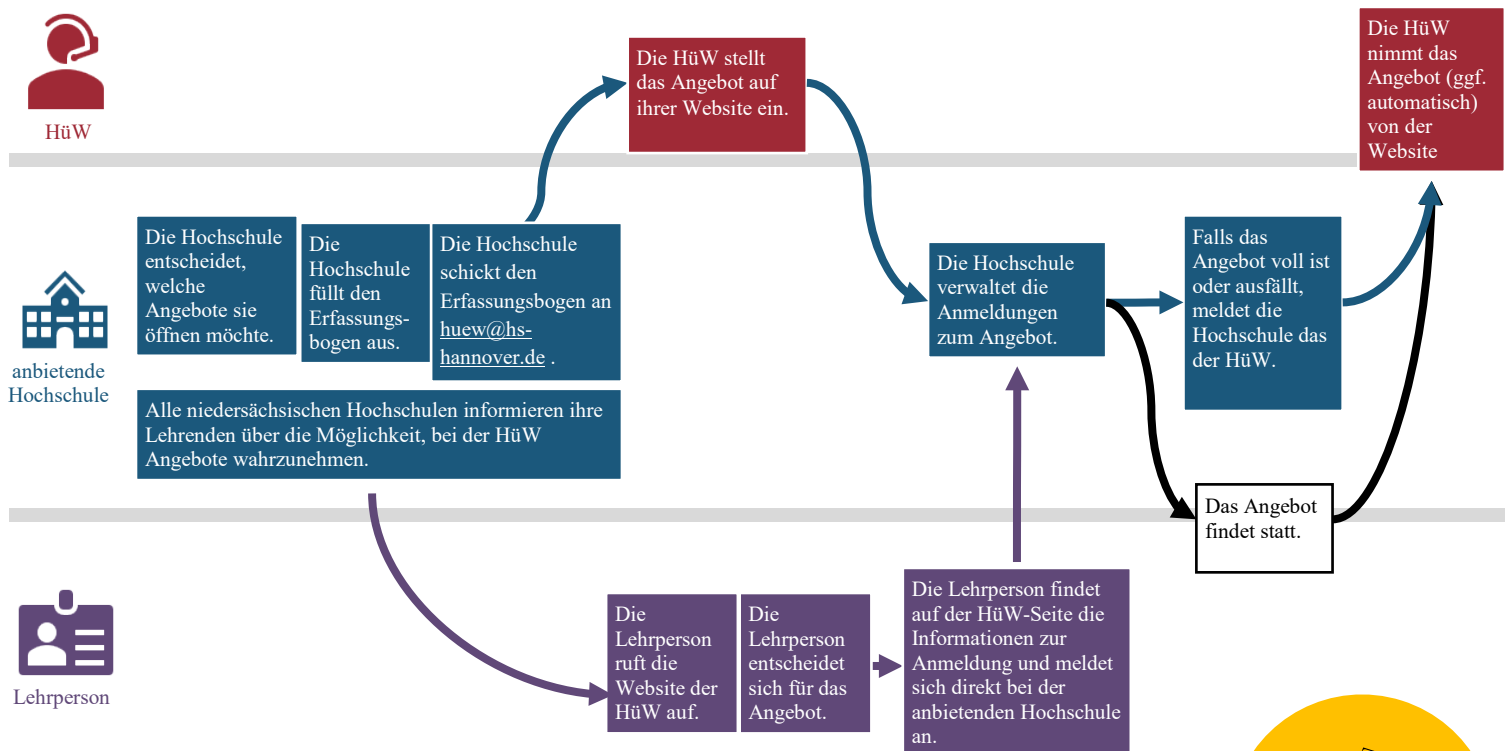 HüW
Die HüW stellt
das Angebot auf
ihrer Website ein.
Die HüW
nimmt das
Angebot (ggf.
automatisch)
von der
Website
anbietende
Hochschule
Die Hochschule
entscheidet,
welche
Angebote sie
öffnen möchte.
Die
Hochschule
füllt den
Erfassungs-
bogen aus.
Die Hochschule
schickt den
Erfassungsbogen an
huew@hs-
hannover.de .
Alle niedersächsischen Hochschulen informieren ihre
Lehrenden über die Möglichkeit, bei der HüW
Angebote wahrzunehmen.
Die Hochschule
verwaltet die
Anmeldungen
zum Angebot.
Falls das
Angebot voll ist
oder ausfällt,
meldet die
Hochschule das
der HüW.
Das Angebot
findet statt.
Lehrperson
Die
Lehrperson
ruft die
Website der
HüW auf.
Die
Lehrperson
entscheidet
sich für das
Angebot.
Die Lehrperson findet
auf der HüW-Seite die
Informationen zur
Anmeldung und meldet
sich direkt bei der
anbietenden Hochschule
an.